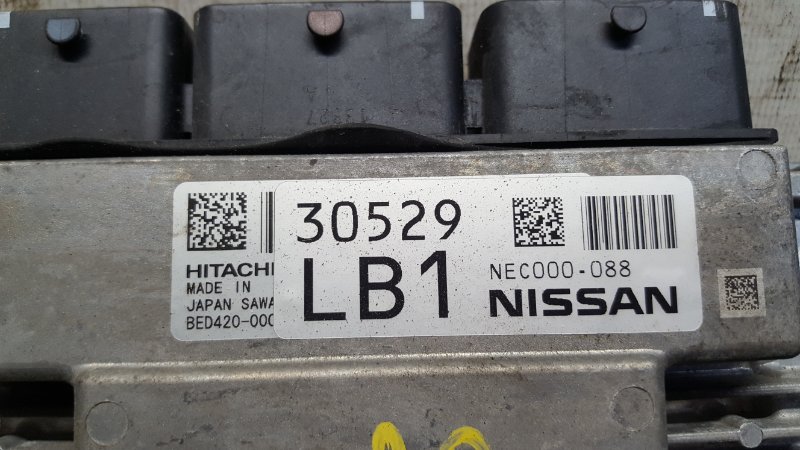 30529
LB1
NEC000-088
NISSAN
HITACHI
MADE IN
JAPAN SAWA
BED420-000